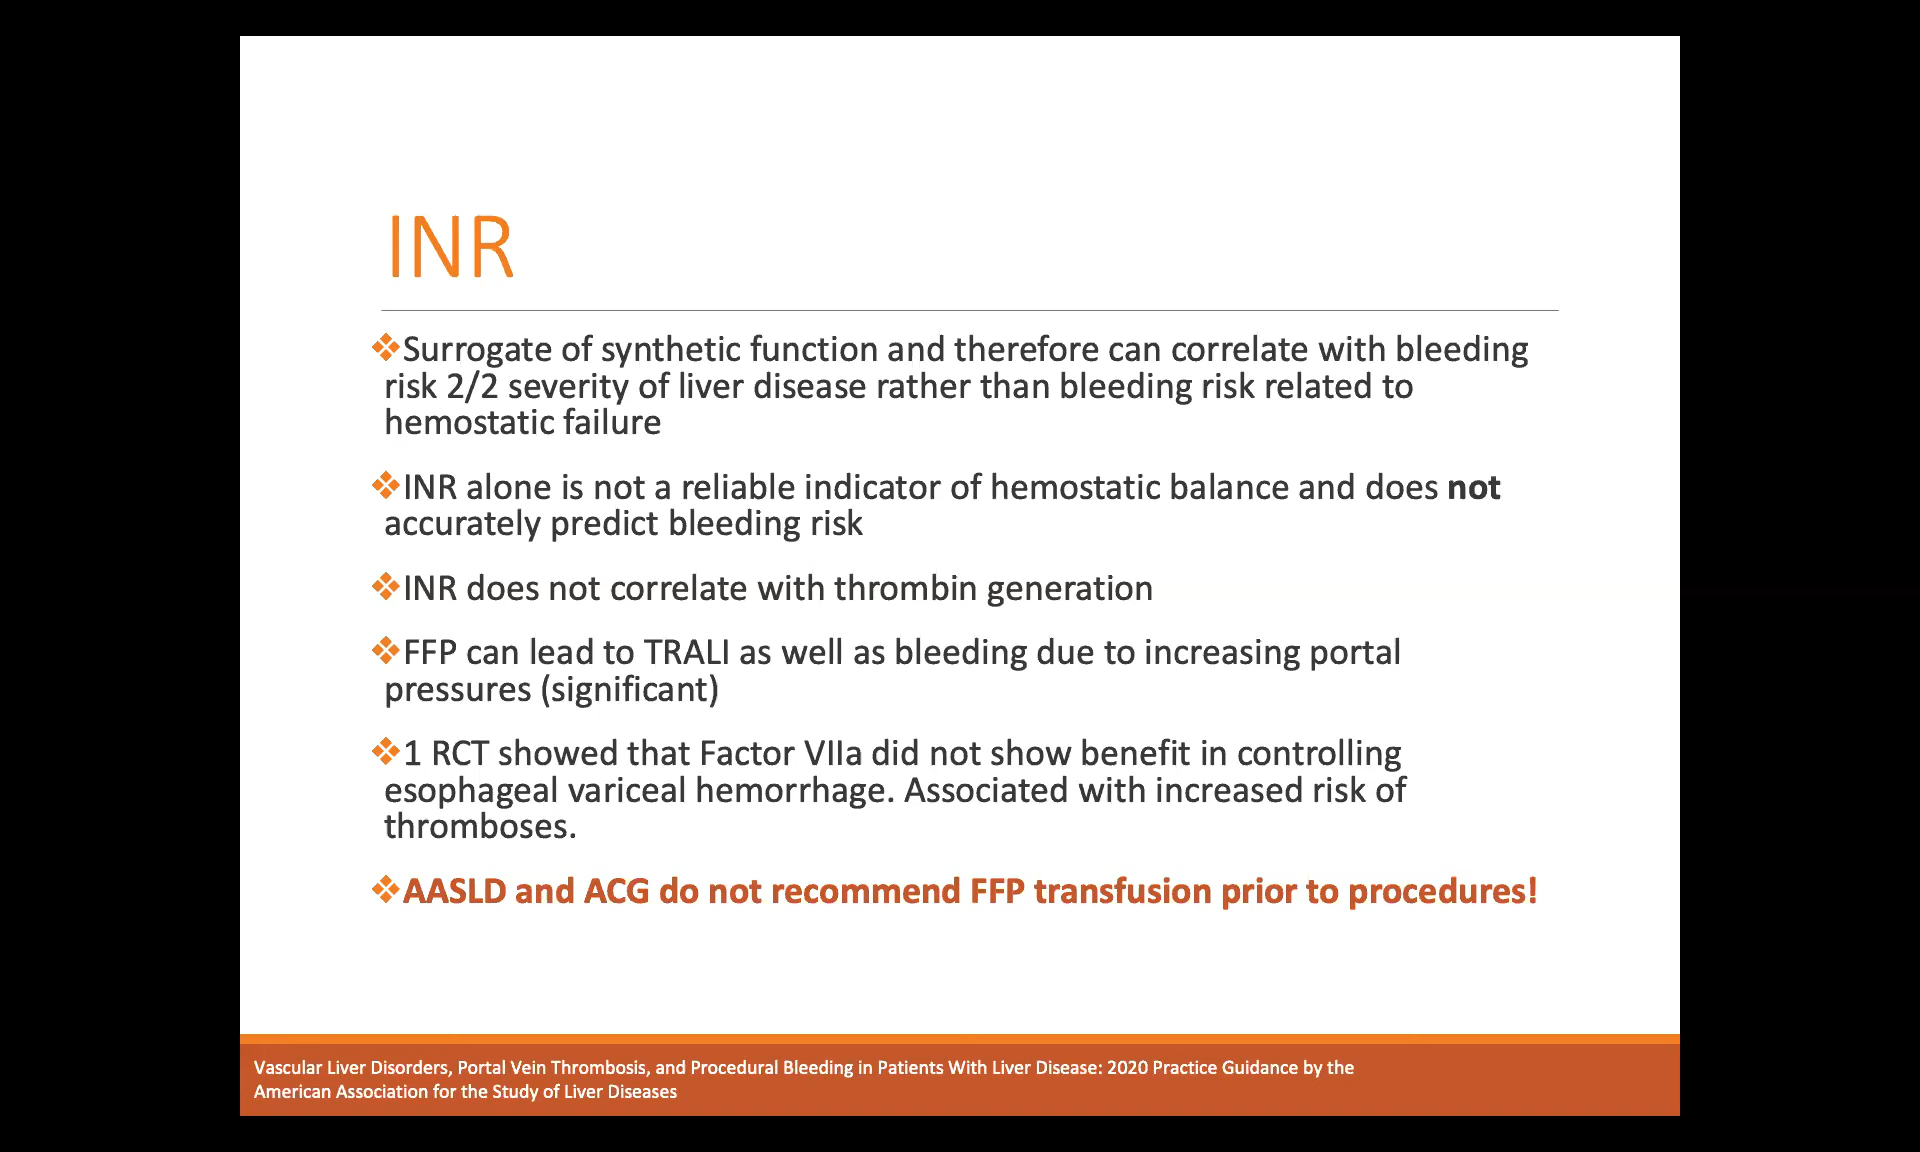 INR
❖Surrogate of synthetic function and therefore can correlate with bleeding
risk 2/2 severity of liver disease rather than bleeding risk related to
hemostatic failure
❖INR alone is not a reliable indicator of hemostatic balance and does not
accurately predict bleeding risk
❖INR does not correlate with thrombin generation
❖FFP can lead to TRALI as well as bleeding due to increasing portal
pressures (significant)
❖1 RCT showed that Factor VIIa did not show benefit in controlling
esophageal variceal hemorrhage. Associated with increased risk of
thromboses.
❖AASLD and ACG do not recommend FFP transfusion prior to procedures!
Vascular Liver Disorders, Portal Vein Thrombosis, and Procedural Bleeding in Patients With Liver Disease: 2020 Practice Guidance by the
American Association for the Study of Liver Diseases